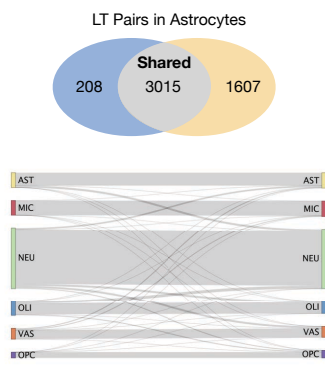 LT Pairs in Astrocytes
Shared
208 3015 1607
AST AST
MIC MIC
NEU NEU
OLI OLI
VAS VAS
OPC OPC